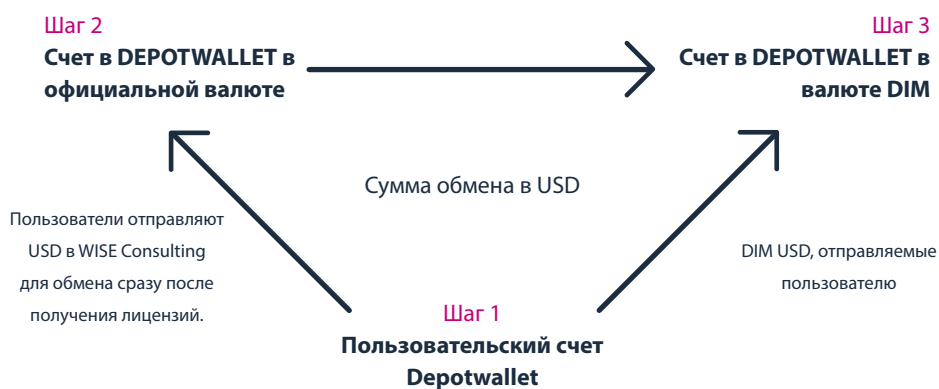 Шаг 2
Счет в DEPOTWALLET в
официальной валюте
Шаг 3
Счет в DEPOTWALLET в
валюте DIM
Сумма обмена в USD
Пользователи отправляют
USD в WISE Consulting
для обмена сразу после
получения лицензий.
DIM USD, отправляемые
пользователю
Шаг 1
Пользовательский счет
Depotwallet